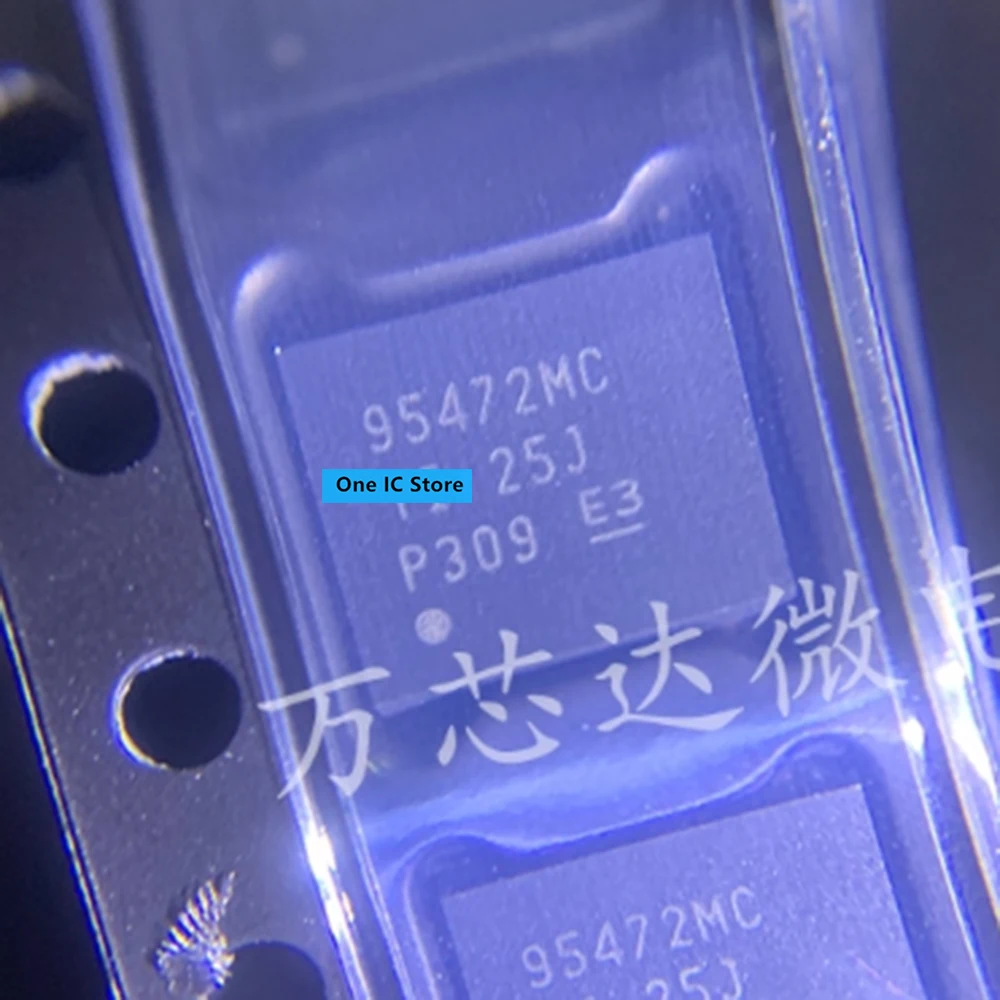 95472MC
25J
One IC Store
P309 E3
万芯达微
95472MC
25J